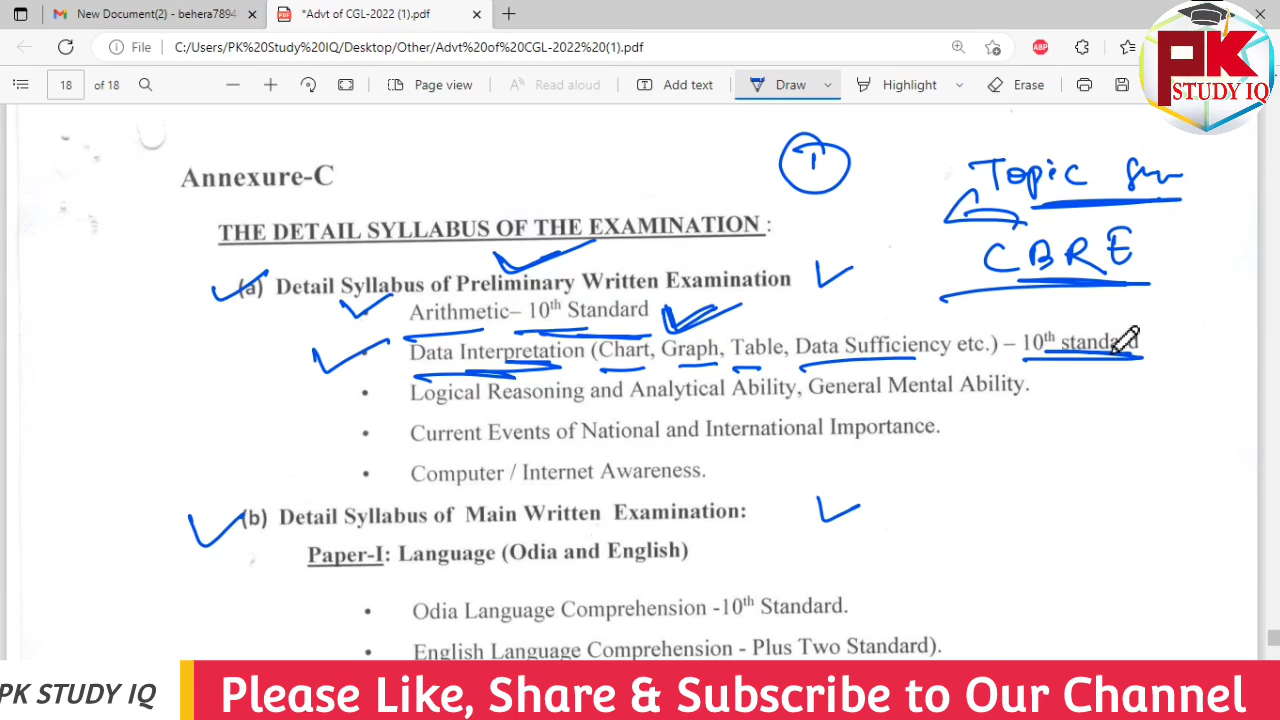 New Document(2) - behera7894
*Advt of CGL-2022 (1).pdf
File C:/Users/PK%20Study%20IQ/Desktop/Other/Advt%20of%20CGL-2022%20(1).pdf
ABP
18 of 18 Page view Read aloud Add text Draw Highlight Erase
PK
STUDY IQ
Annexure-C
1
Topic
CBRE
THE DETAIL SYLLABUS OF THE EXAMINATION :
(a) Detail Syllabus of Preliminary Written Examination
Arithmetic– 10th Standard
• Data Interpretation (Chart, Graph, Table, Data Sufficiency etc.) – 10th standard
• Logical Reasoning and Analytical Ability, General Mental Ability.
• Current Events of National and International Importance.
• Computer / Internet Awareness.
(b) Detail Syllabus of Main Written Examination:
Paper-I: Language (Odia and English)
• Odia Language Comprehension -10th Standard.
• English Language Comprehension - Plus Two Standard).
PK STUDY IQ
Please Like, Share & Subscribe to Our Channel